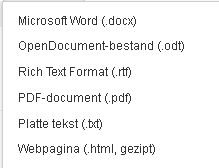 Microsoft Word (.docx)
OpenDocument-bestand (.odt)
Rich Text Format (.rtf)
PDF-document (.pdf)
Platte tekst (.txt)
Webpagina (.html, gezipt)